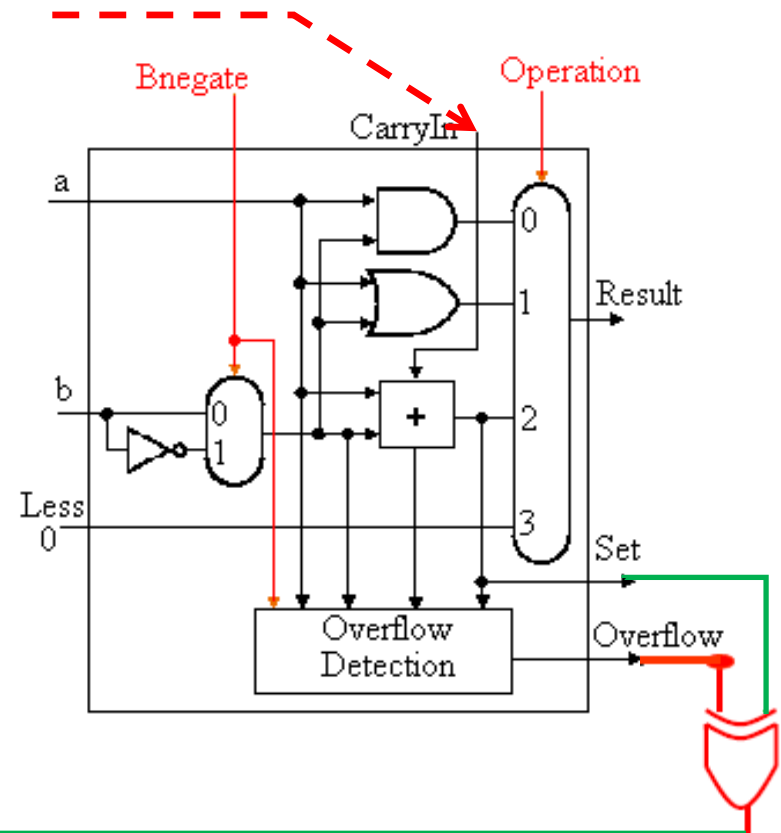 Bnegate
Operation
CarryIn
a
0
1
Result
b
0
1
+
2
Less
0
3
Set
Overflow
Detection
Overflow